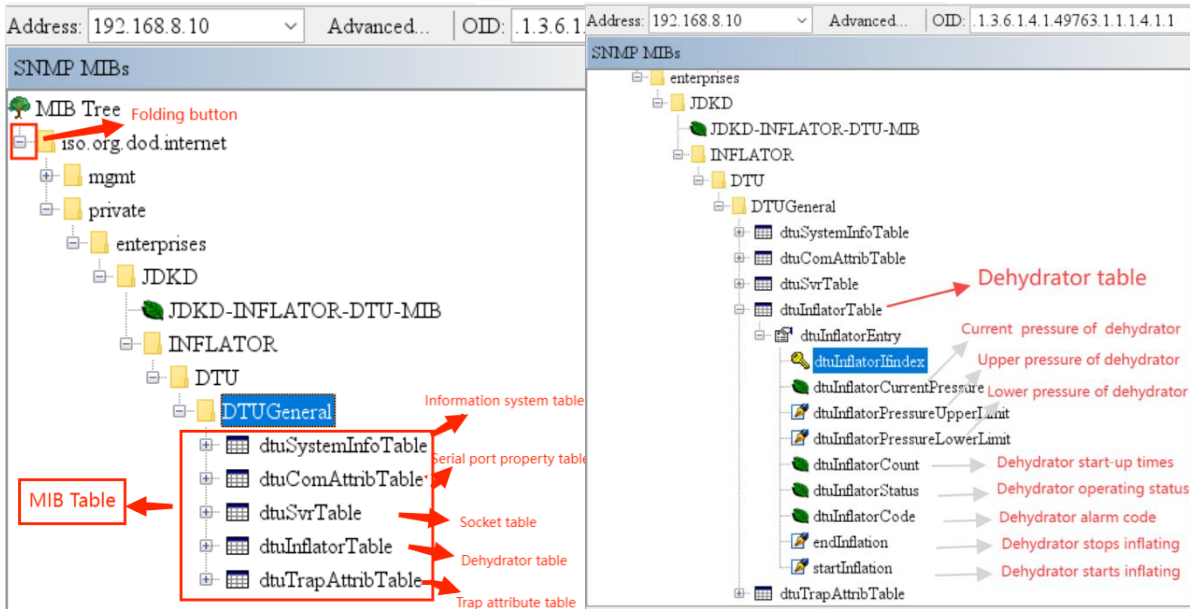 Address: 192.168.8.10 Advanced... OID: .1.3.6.1.
SNMP MIBs
MIB Tree
Folding button
iso.org.dod.internet
mgmt
private
enterprises
JDKD
JDKD-INFLATOR-DTU-MIB
INFLATOR
DTU
DTUGeneral
Information system table
dtuSystemInfoTable
Serial port property table
dtuComAttribTable
MIB Table
dtuSvrTable
Socket table
dtuInflatorTable
Dehydrator table
dtuTrapAttribTable
Trap attribute table
Address: 192.168.8.10 Advanced... OID: .1.3.6.1.4.1.49763.1.1.1.4.1.1
SNMP MIBs
enterprises
JDKD
JDKD-INFLATOR-DTU-MIB
INFLATOR
DTU
DTUGeneral
dtuSystemInfoTable
dtuComAttribTable
dtuSvrTable
Dehydrator table
dtuInflatorTable
dtuInflatorEntry
Current pressure of dehydrator
dtuInflatorIfindex
Upper pressure of dehydrator
dtuInflatorCurrentPressure
Lower pressure of dehydrator
dtuInflatorPressureUpperLimit
dtuInflatorPressureLowerLimit
dtuInflatorCount
Dehydrator start-up times
dtuInflatorStatus
Dehydrator operating status
dtuInflatorCode
Dehydrator alarm code
endInflation
Dehydrator stops inflating
startInflation
Dehydrator starts inflating
dtuTrapAttribTable